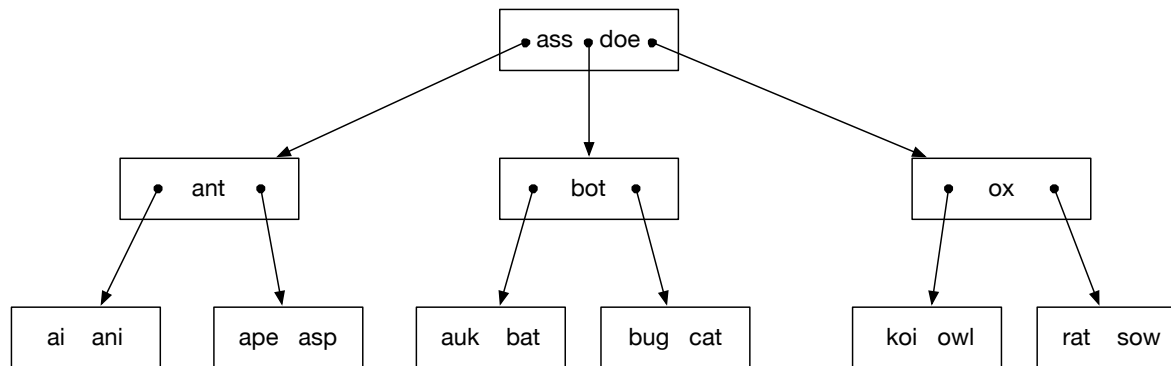 ass doe
ant bot ox
ai ani ape asp auk bat bug cat koi owl rat sow